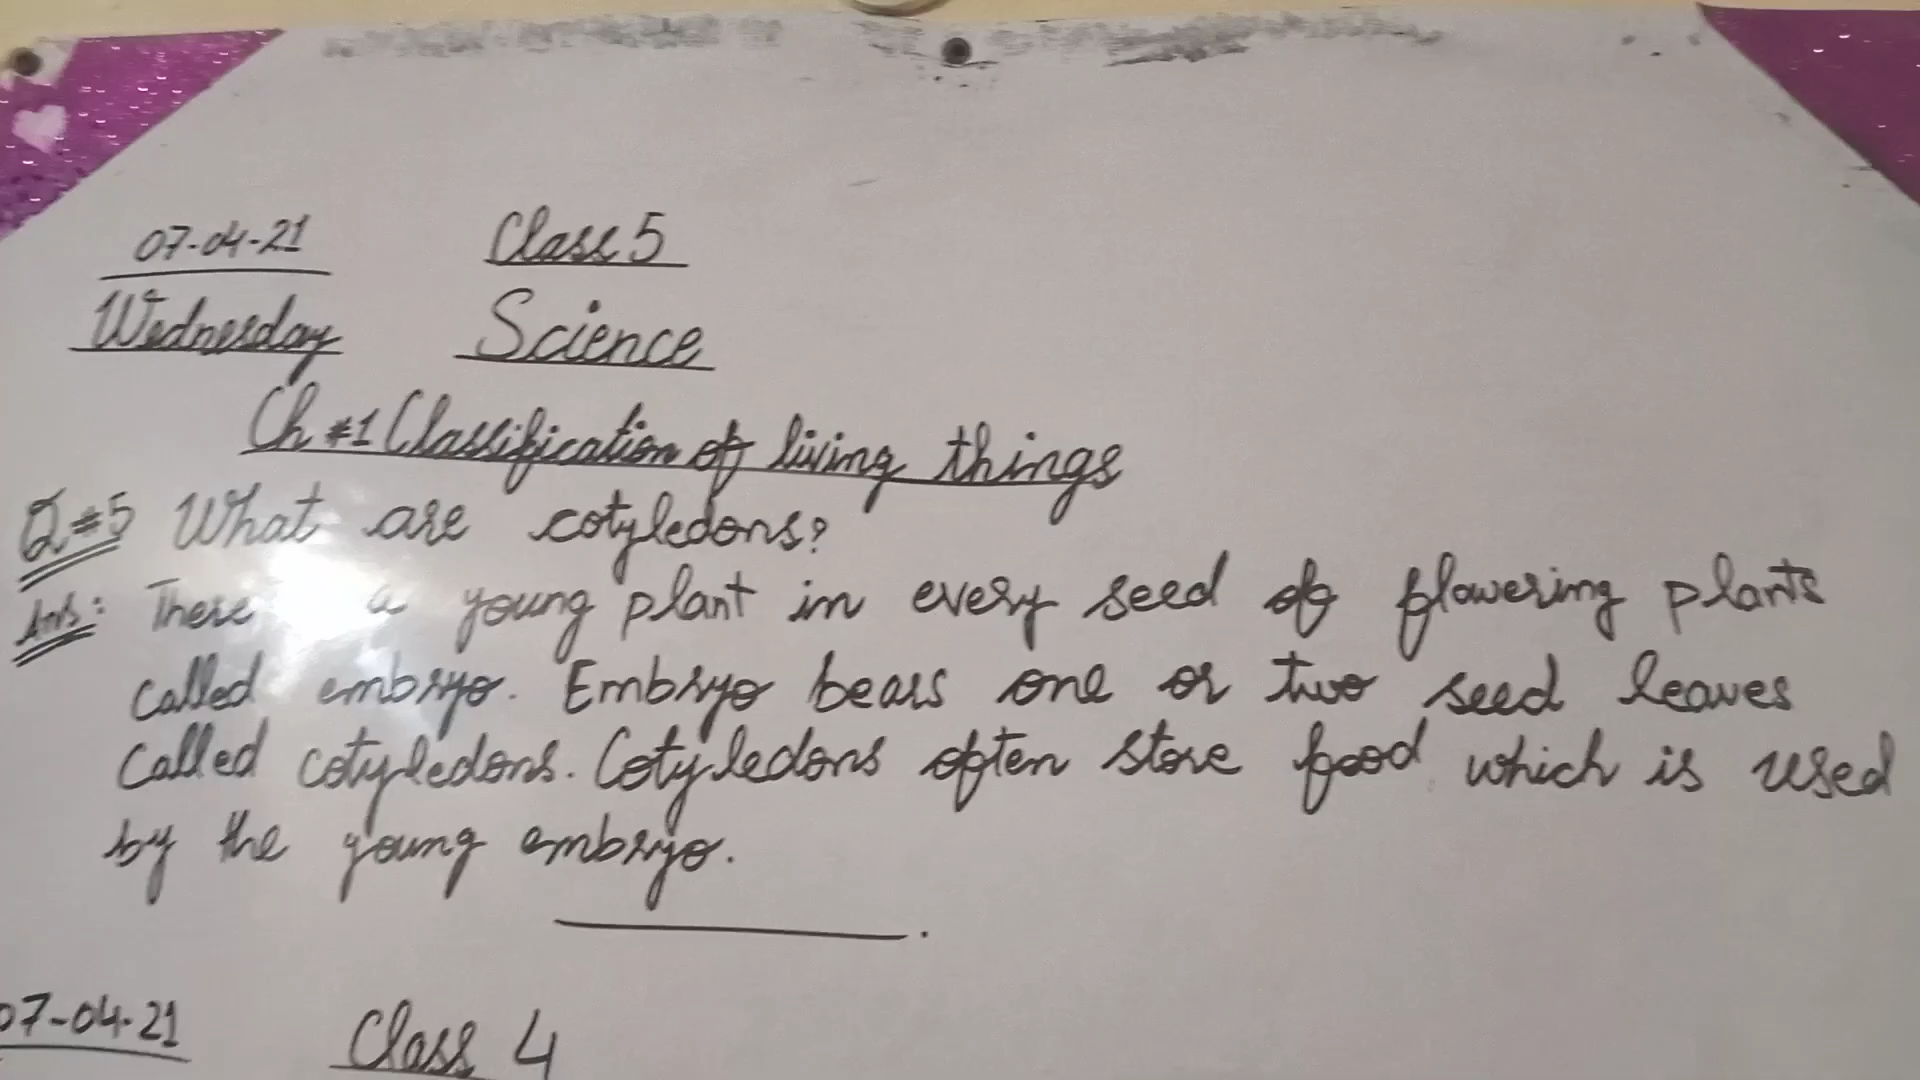 07-04-21 Class 5
Wednesday Science
Ch #1 Classification of living things
Q#5 What are cotyledons?
Ans: There a young plant in every seed of flowering plants
called embryo. Embryo bears one or two seed leaves
called cotyledons. Cotyledons often store food which is used
by the young embryo.
07-04-21 Class 4